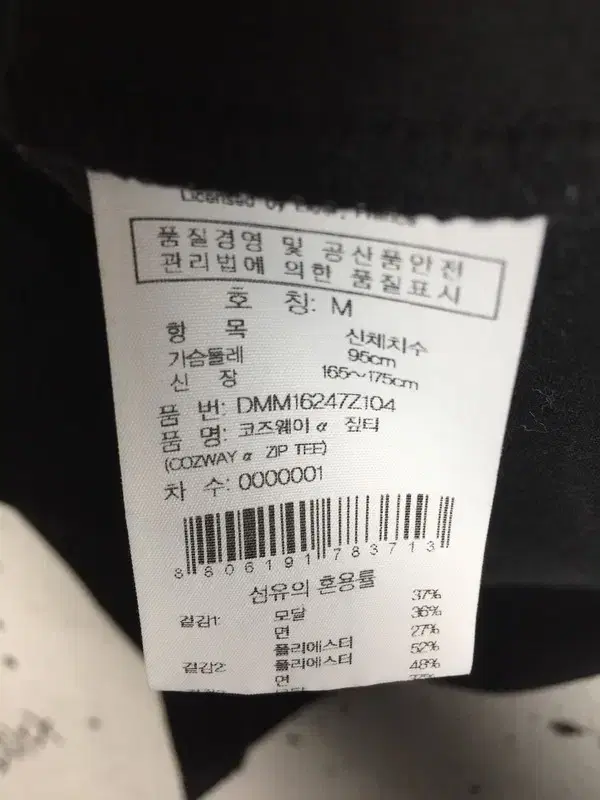 Licensed by
품질경영 및 공산품안전
관리법에 의한 품질표시
호 칭: M
항 목 신체치수
가슴둘레 95cm
신 장 165~175cm
품 번: DMM16247Z104
품 명: 코즈웨이 α 짚티
(COZWAY α ZIP TEE)
차 수: 0000001
8806191783713
섬유의 혼용률
겉감1: 모달 37%
면 36%
폴리에스터 27%
겉감2: 폴리에스터 52%
면 48%